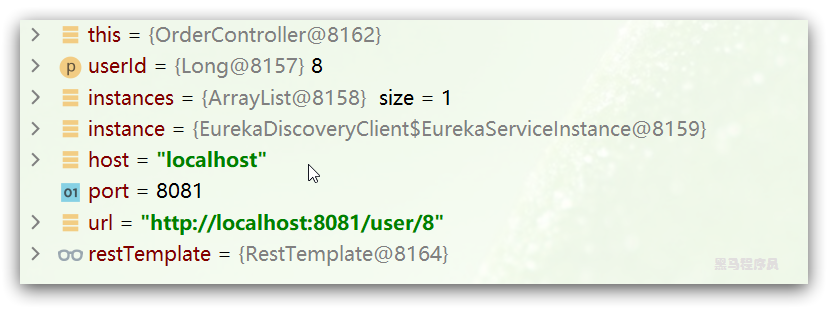 this = {OrderController@8162}
p userId = {Long@8157} 8
instances = {ArrayList@8158} size = 1
instance = {EurekaDiscoveryClient$EurekaServiceInstance@8159}
host = "localhost"
01 port = 8081
url = "http://localhost:8081/user/8"
restTemplate = {RestTemplate@8164}
黑马程序员